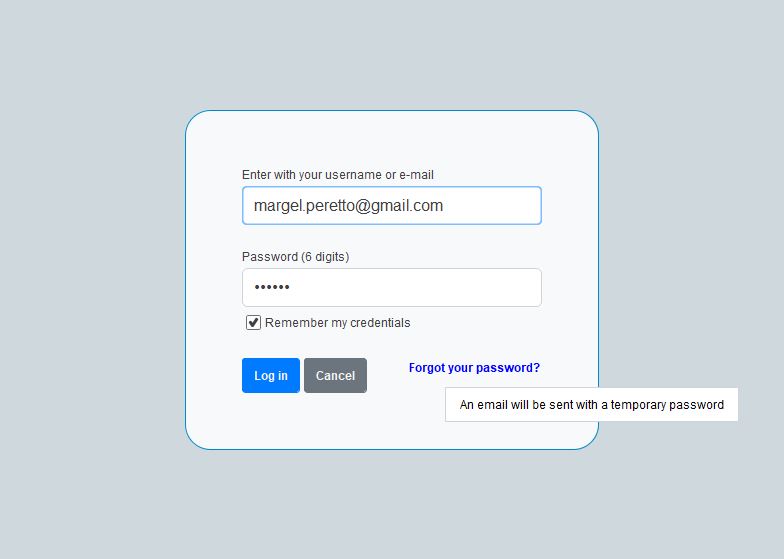 Enter with your username or e-mail
margel.peretto@gmail.com
Password (6 digits)
••••••
Remember my credentials
Log in
Cancel
Forgot your password?
An email will be sent with a temporary password